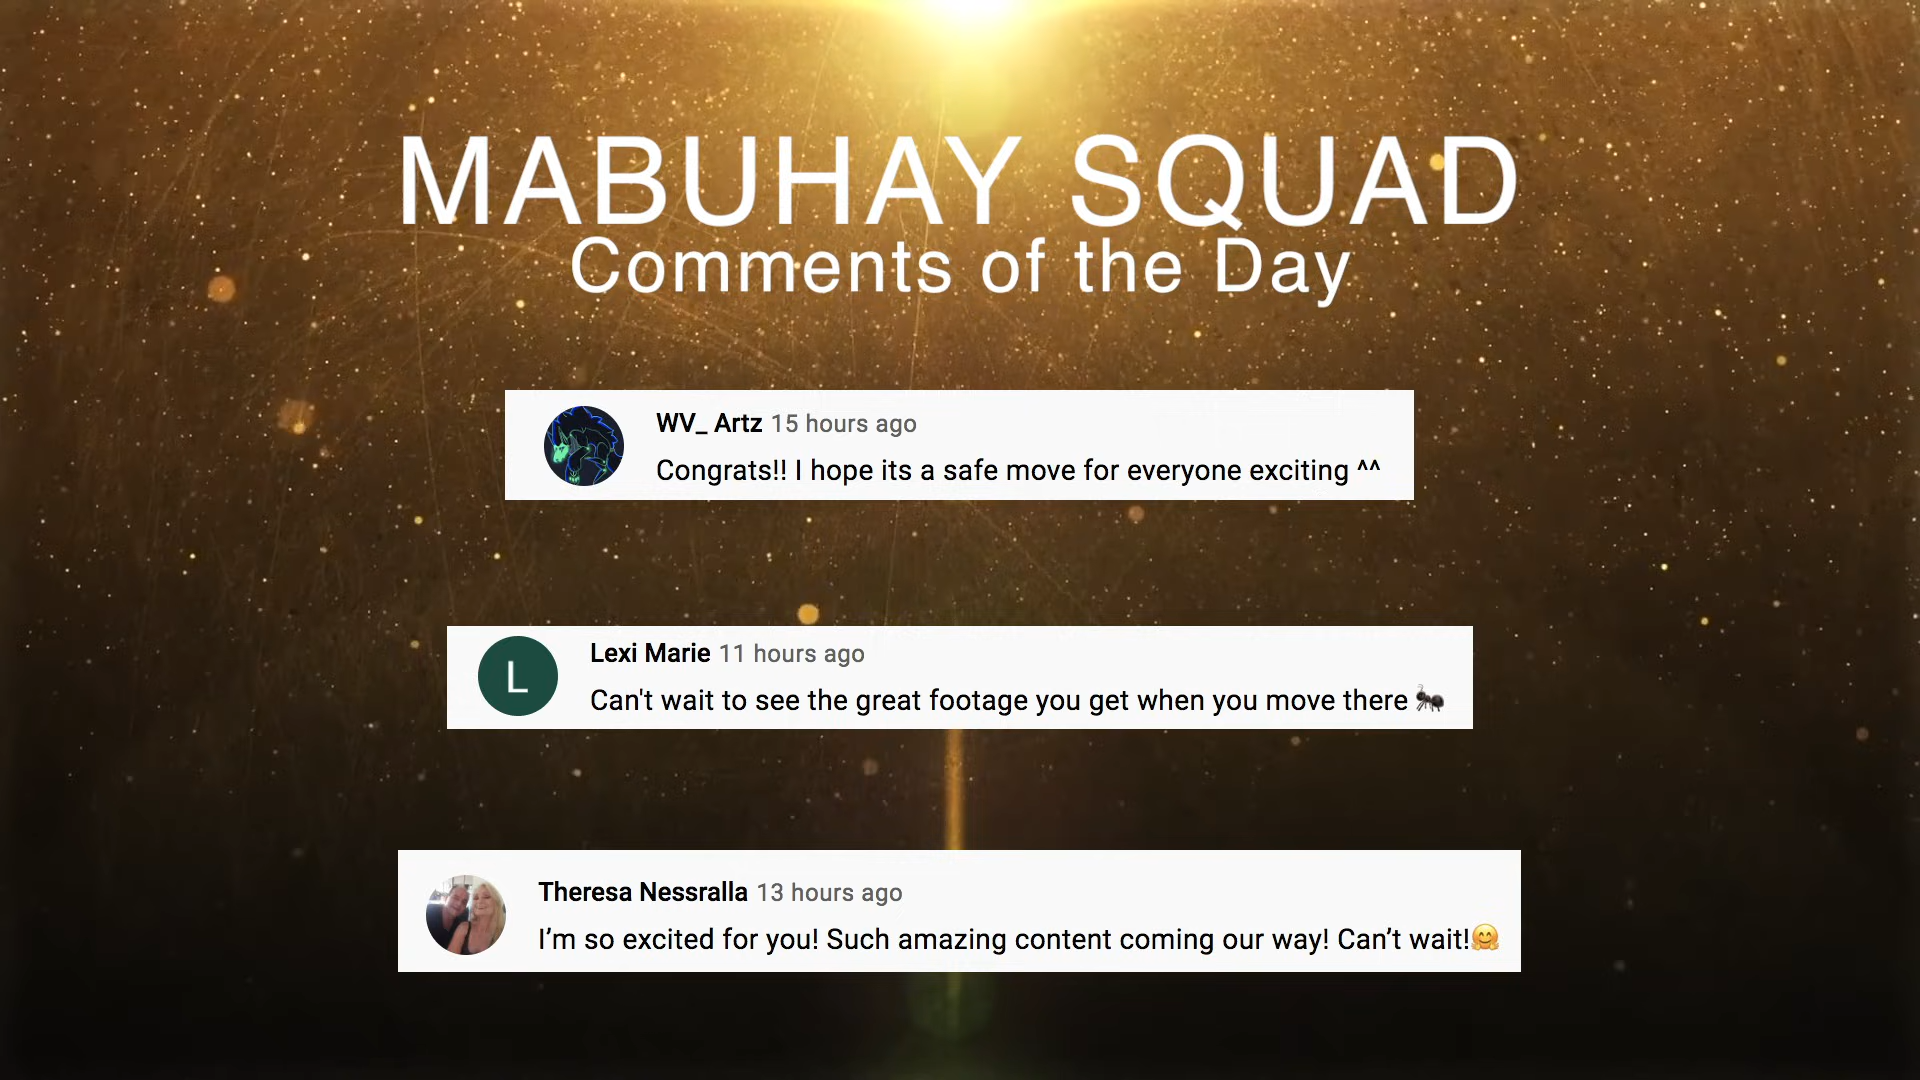 MABUHAY SQUAD
Comments of the Day
WV_ Artz 15 hours ago
Congrats!! I hope its a safe move for everyone exciting ^^
L
Lexi Marie 11 hours ago
Can't wait to see the great footage you get when you move there 🐜
Theresa Nessralla 13 hours ago
I’m so excited for you! Such amazing content coming our way! Can’t wait!🤗